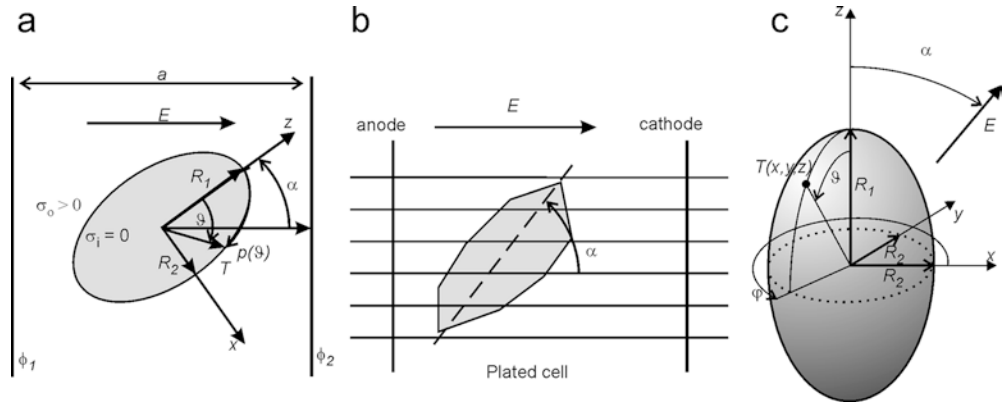 a
a
E
z
R₁
α
σₒ > 0
ϑ
σᵢ = 0
p(ϑ)
T
R₂
x
ϕ₁
ϕ₂
b
E
anode
cathode
α
Plated cell
c
z
α
E
T(x,y,z)
ϑ
R₁
y
R₂
x
R₂
φ